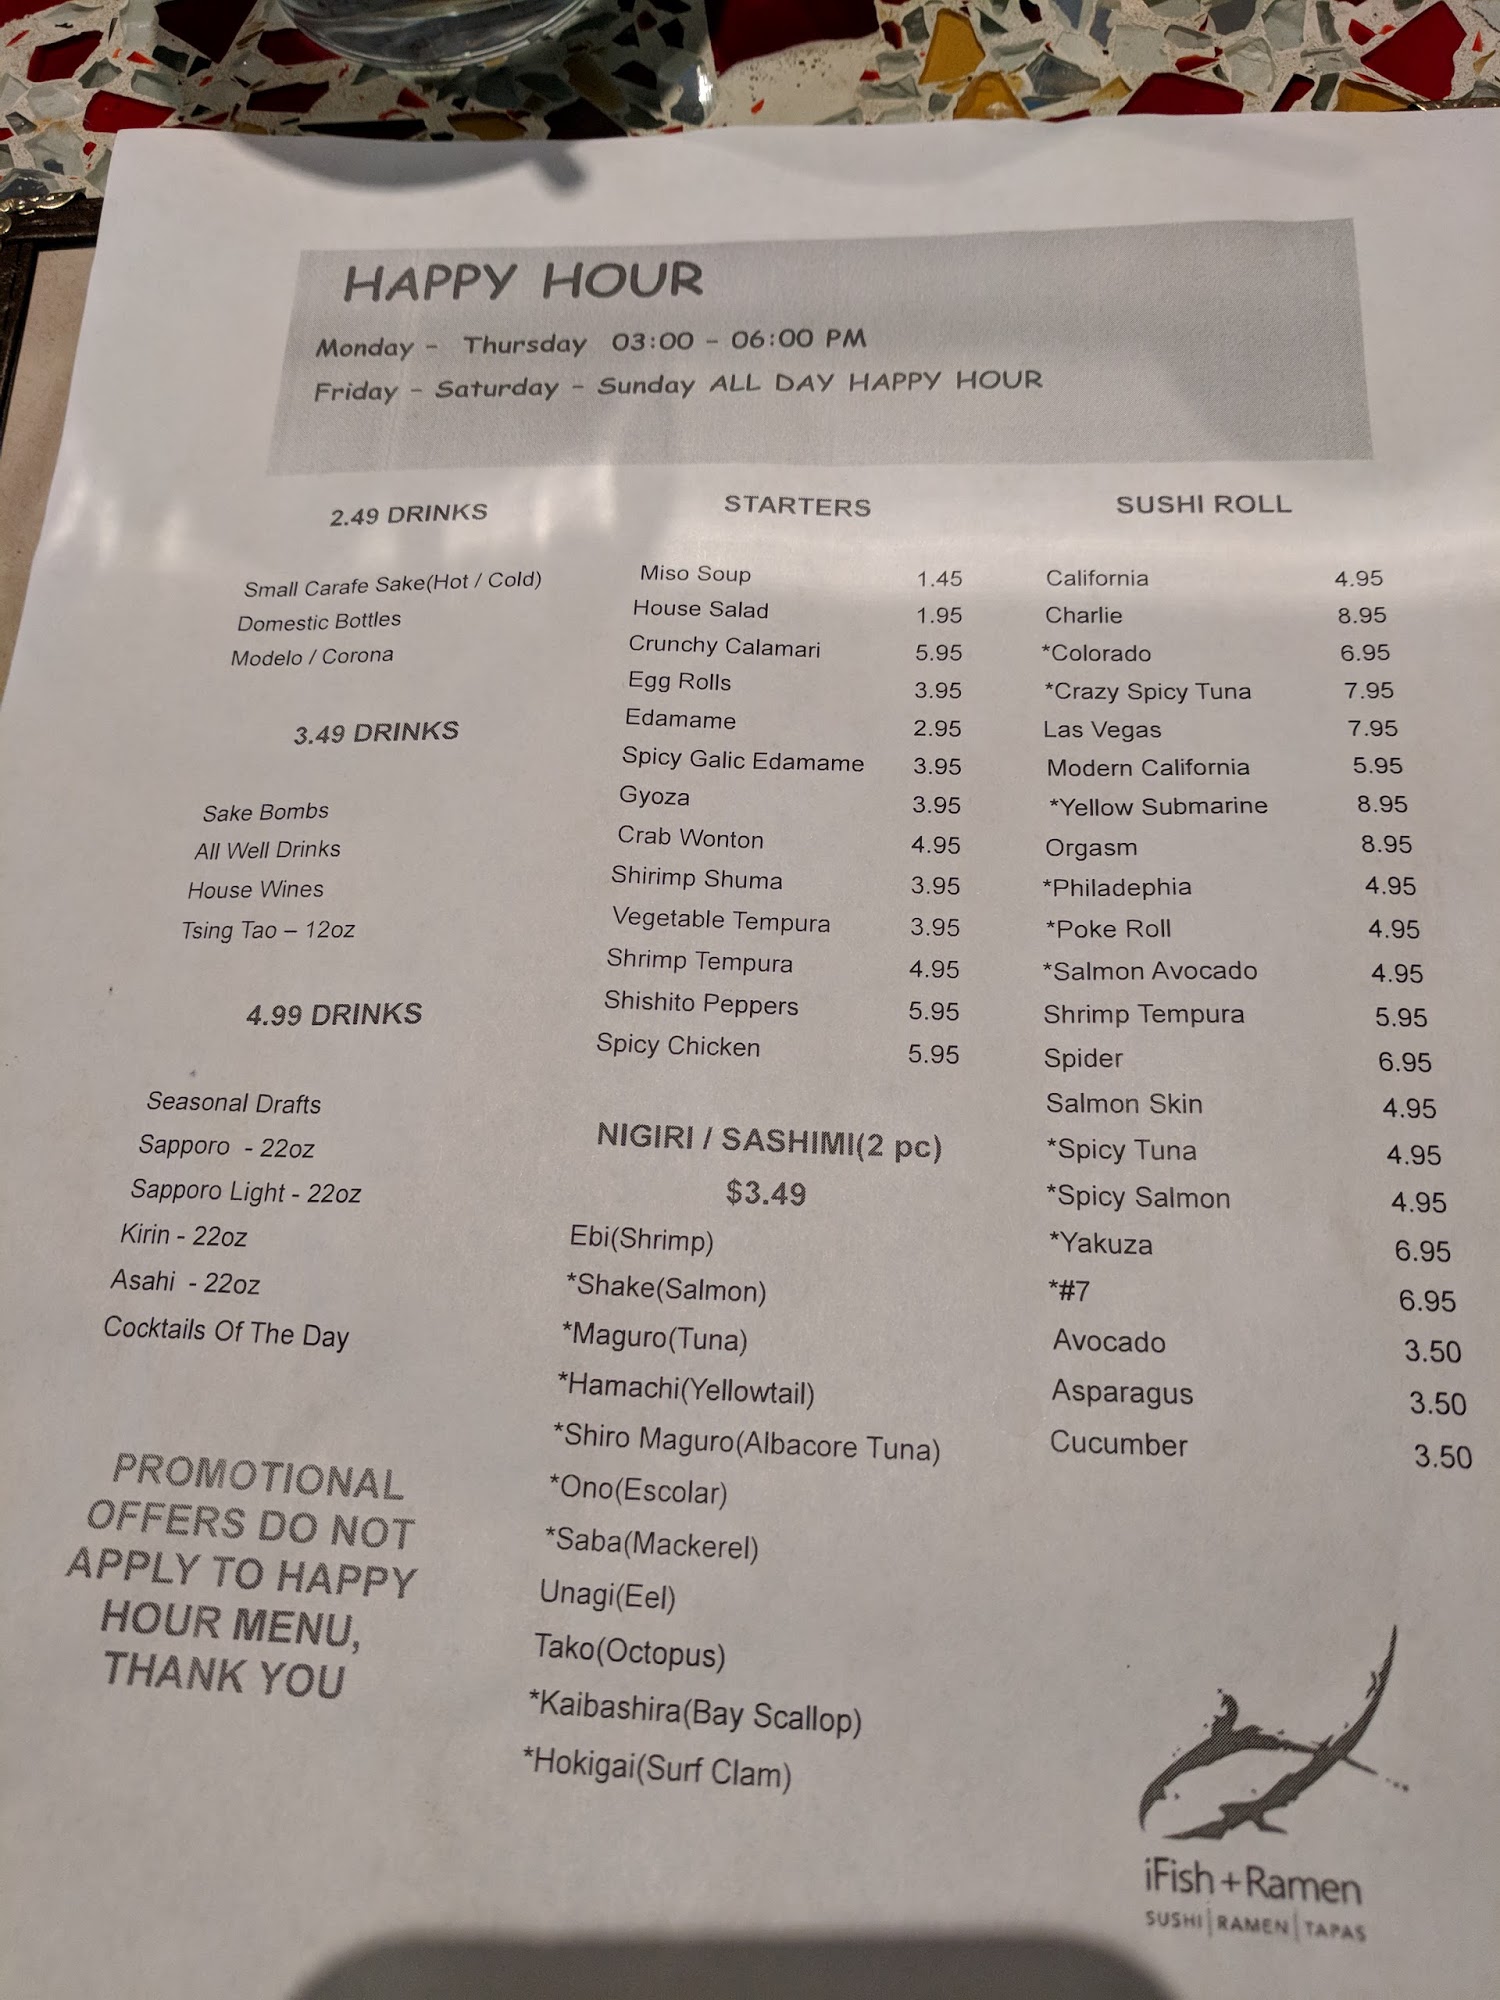 HAPPY HOUR
Monday - Thursday 03:00 - 06:00 PM
Friday - Saturday - Sunday ALL DAY HAPPY HOUR
2.49 DRINKS
Small Carafe Sake(Hot / Cold)
Domestic Bottles
Modelo / Corona
3.49 DRINKS
Sake Bombs
All Well Drinks
House Wines
Tsing Tao – 12oz
4.99 DRINKS
Seasonal Drafts
Sapporo - 22oz
Sapporo Light - 22oz
Kirin - 22oz
Asahi - 22oz
Cocktails Of The Day
PROMOTIONAL
OFFERS DO NOT
APPLY TO HAPPY
HOUR MENU,
THANK YOU
STARTERS
Miso Soup 1.45
House Salad 1.95
Crunchy Calamari 5.95
Egg Rolls 3.95
Edamame 2.95
Spicy Galic Edamame 3.95
Gyoza 3.95
Crab Wonton 4.95
Shirimp Shuma 3.95
Vegetable Tempura 3.95
Shrimp Tempura 4.95
Shishito Peppers 5.95
Spicy Chicken 5.95
NIGIRI / SASHIMI(2 pc)
$3.49
Ebi(Shrimp)
*Shake(Salmon)
*Maguro(Tuna)
*Hamachi(Yellowtail)
*Shiro Maguro(Albacore Tuna)
*Ono(Escolar)
*Saba(Mackerel)
Unagi(Eel)
Tako(Octopus)
*Kaibashira(Bay Scallop)
*Hokigai(Surf Clam)
SUSHI ROLL
California 4.95
Charlie 8.95
*Colorado 6.95
*Crazy Spicy Tuna 7.95
Las Vegas 7.95
Modern California 5.95
*Yellow Submarine 8.95
Orgasm 8.95
*Philadephia 4.95
*Poke Roll 4.95
*Salmon Avocado 4.95
Shrimp Tempura 5.95
Spider 6.95
Salmon Skin 4.95
*Spicy Tuna 4.95
*Spicy Salmon 4.95
*Yakuza 6.95
*#7 6.95
Avocado 3.50
Asparagus 3.50
Cucumber 3.50
iFish+Ramen
SUSHI|RAMEN|TAPAS